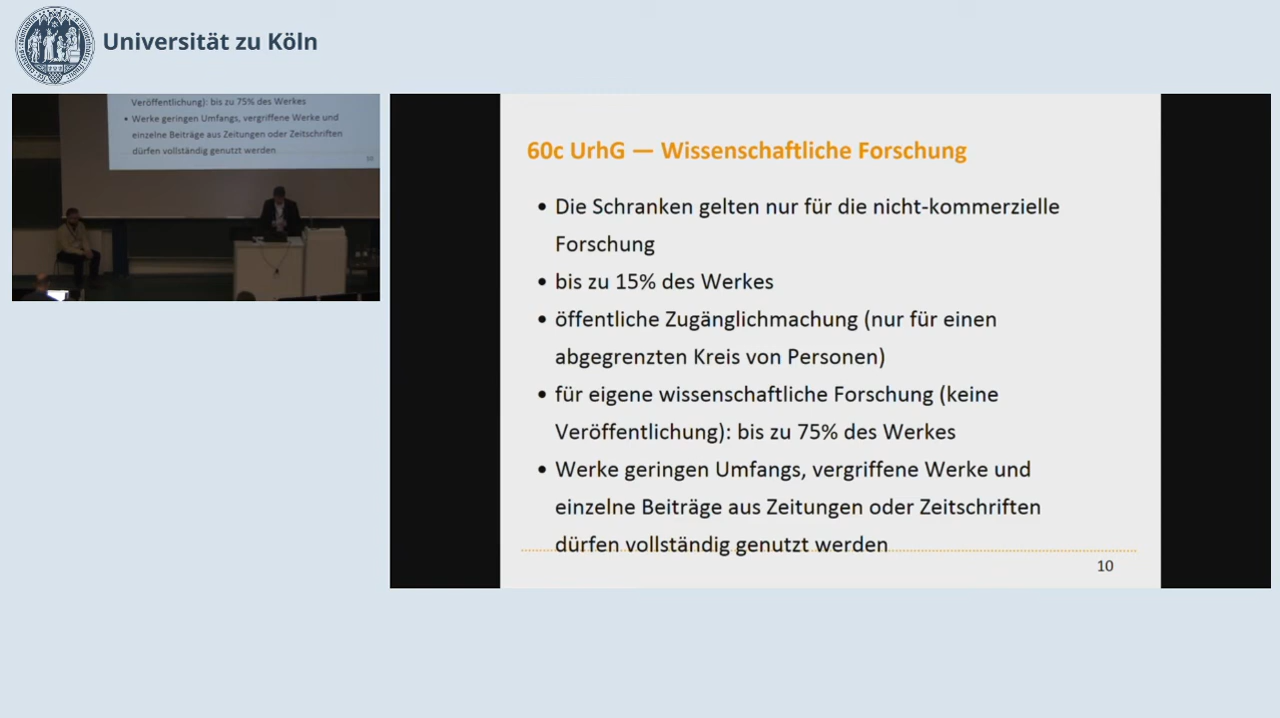 Universität zu Köln
Veröffentlichung): bis zu 75% des Werkes
• Werke geringen Umfangs, vergriffene Werke und
einzelne Beiträge aus Zeitungen oder Zeitschriften
dürfen vollständig genutzt werden
10
60c UrhG — Wissenschaftliche Forschung
• Die Schranken gelten nur für die nicht-kommerzielle
Forschung
• bis zu 15% des Werkes
• öffentliche Zugänglichmachung (nur für einen
abgegrenzten Kreis von Personen)
• für eigene wissenschaftliche Forschung (keine
Veröffentlichung): bis zu 75% des Werkes
• Werke geringen Umfangs, vergriffene Werke und
einzelne Beiträge aus Zeitungen oder Zeitschriften
dürfen vollständig genutzt werden
10